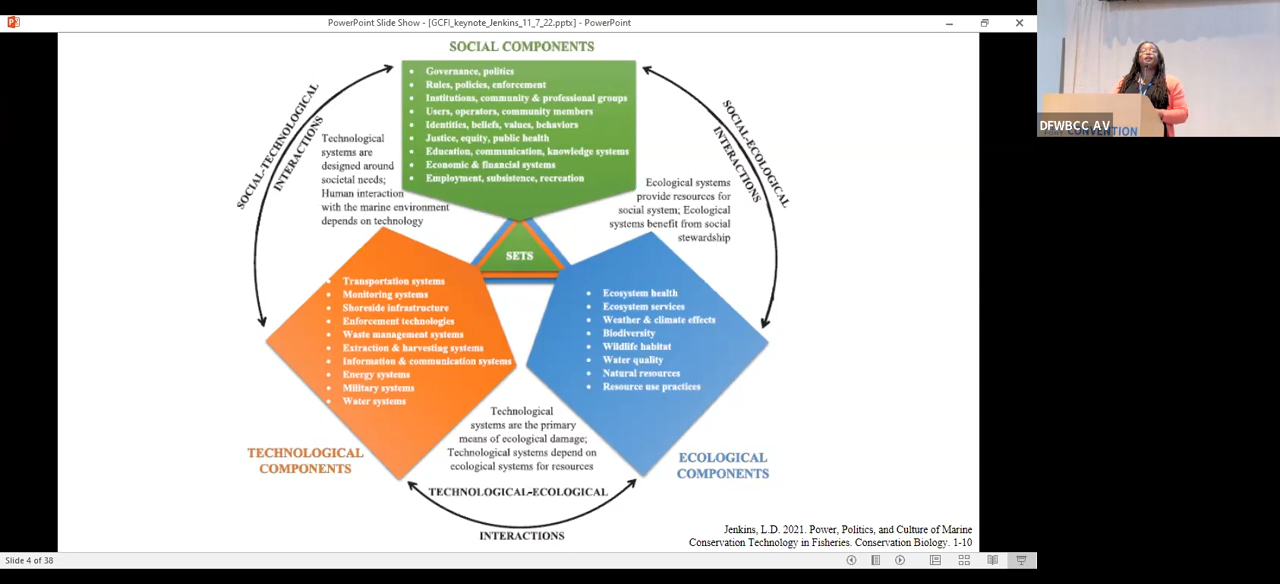 PowerPoint Slide Show - [GCFI_keynote_Jenkins_11_7_22.pptx] - PowerPoint
SOCIAL COMPONENTS
Governance, politics
Rules, policies, enforcement
Institutions, community & professional groups
Users, operators, community members
Identities, beliefs, values, behaviors
Justice, equity, public health
Education, communication, knowledge systems
Economic & financial systems
Employment, subsistence, recreation
SOCIAL-TECHNOLOGICAL
INTERACTIONS
Technological
systems are
designed around
societal needs;
Human interaction
with the marine environment
depends on technology
SOCIAL-ECOLOGICAL
INTERACTIONS
Ecological systems
provide resources for
social system; Ecological
systems benefit from social
stewardship
SETS
Transportation systems
Monitoring systems
Shoreside infrastructure
Enforcement technologies
Waste management systems
Extraction & harvesting systems
Information & communication systems
Energy systems
Military systems
Water systems
TECHNOLOGICAL
COMPONENTS
Ecosystem health
Ecosystem services
Weather & climate effects
Biodiversity
Wildlife habitat
Water quality
Natural resources
Resource use practices
ECOLOGICAL
COMPONENTS
Technological
systems are the primary
means of ecological damage;
Technological systems depend on
ecological systems for resources
TECHNOLOGICAL-ECOLOGICAL
INTERACTIONS
Jenkins, L.D. 2021. Power, Politics, and Culture of Marine
Conservation Technology in Fisheries. Conservation Biology. 1-10
Slide 4 of 38
DFWBCC AV
CONVENTION